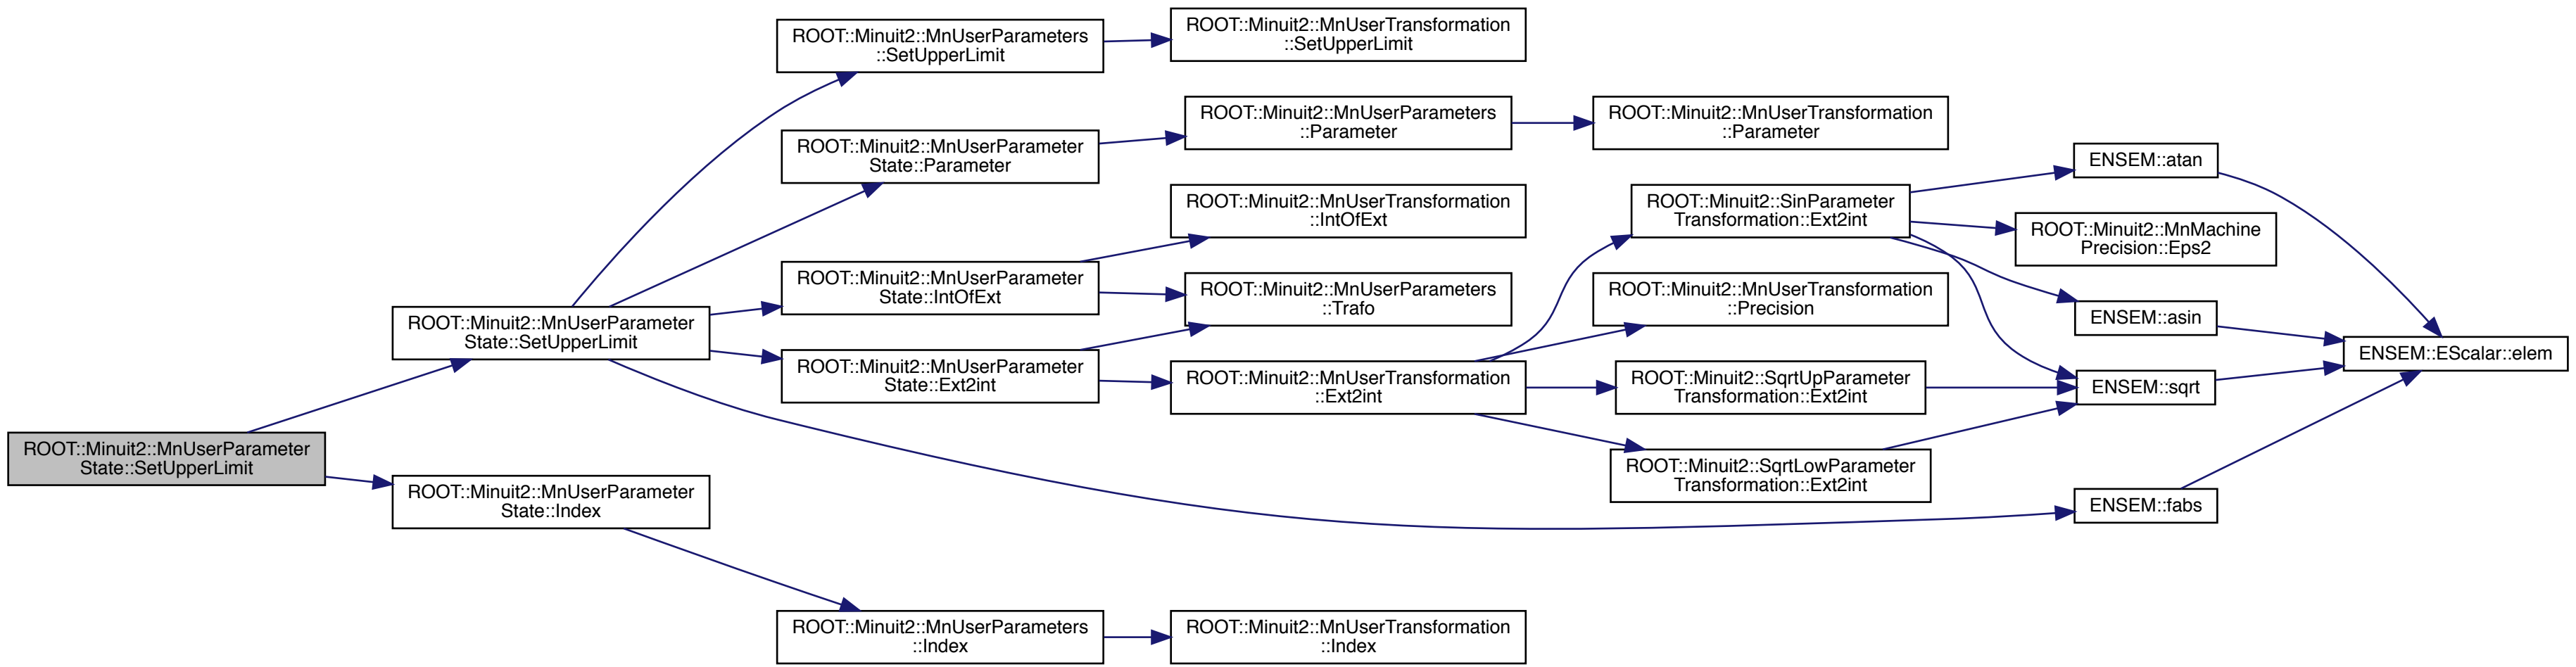 ROOT::Minuit2::MnUserParameter
State::SetUpperLimit
ROOT::Minuit2::MnUserParameter
State::SetUpperLimit
ROOT::Minuit2::MnUserParameter
State::Index
ROOT::Minuit2::MnUserParameters
::SetUpperLimit
ROOT::Minuit2::MnUserParameter
State::Parameter
ROOT::Minuit2::MnUserParameter
State::IntOfExt
ROOT::Minuit2::MnUserParameter
State::Ext2int
ROOT::Minuit2::MnUserParameters
::Index
ROOT::Minuit2::MnUserTransformation
::SetUpperLimit
ROOT::Minuit2::MnUserParameters
::Parameter
ROOT::Minuit2::MnUserTransformation
::IntOfExt
ROOT::Minuit2::MnUserParameters
::Trafo
ROOT::Minuit2::MnUserTransformation
::Ext2int
ROOT::Minuit2::MnUserTransformation
::Index
ROOT::Minuit2::MnUserTransformation
::Parameter
ROOT::Minuit2::SinParameter
Transformation::Ext2int
ROOT::Minuit2::MnUserTransformation
::Precision
ROOT::Minuit2::SqrtUpParameter
Transformation::Ext2int
ROOT::Minuit2::SqrtLowParameter
Transformation::Ext2int
ENSEM::atan
ROOT::Minuit2::MnMachine
Precision::Eps2
ENSEM::asin
ENSEM::sqrt
ENSEM::fabs
ENSEM::EScalar::elem